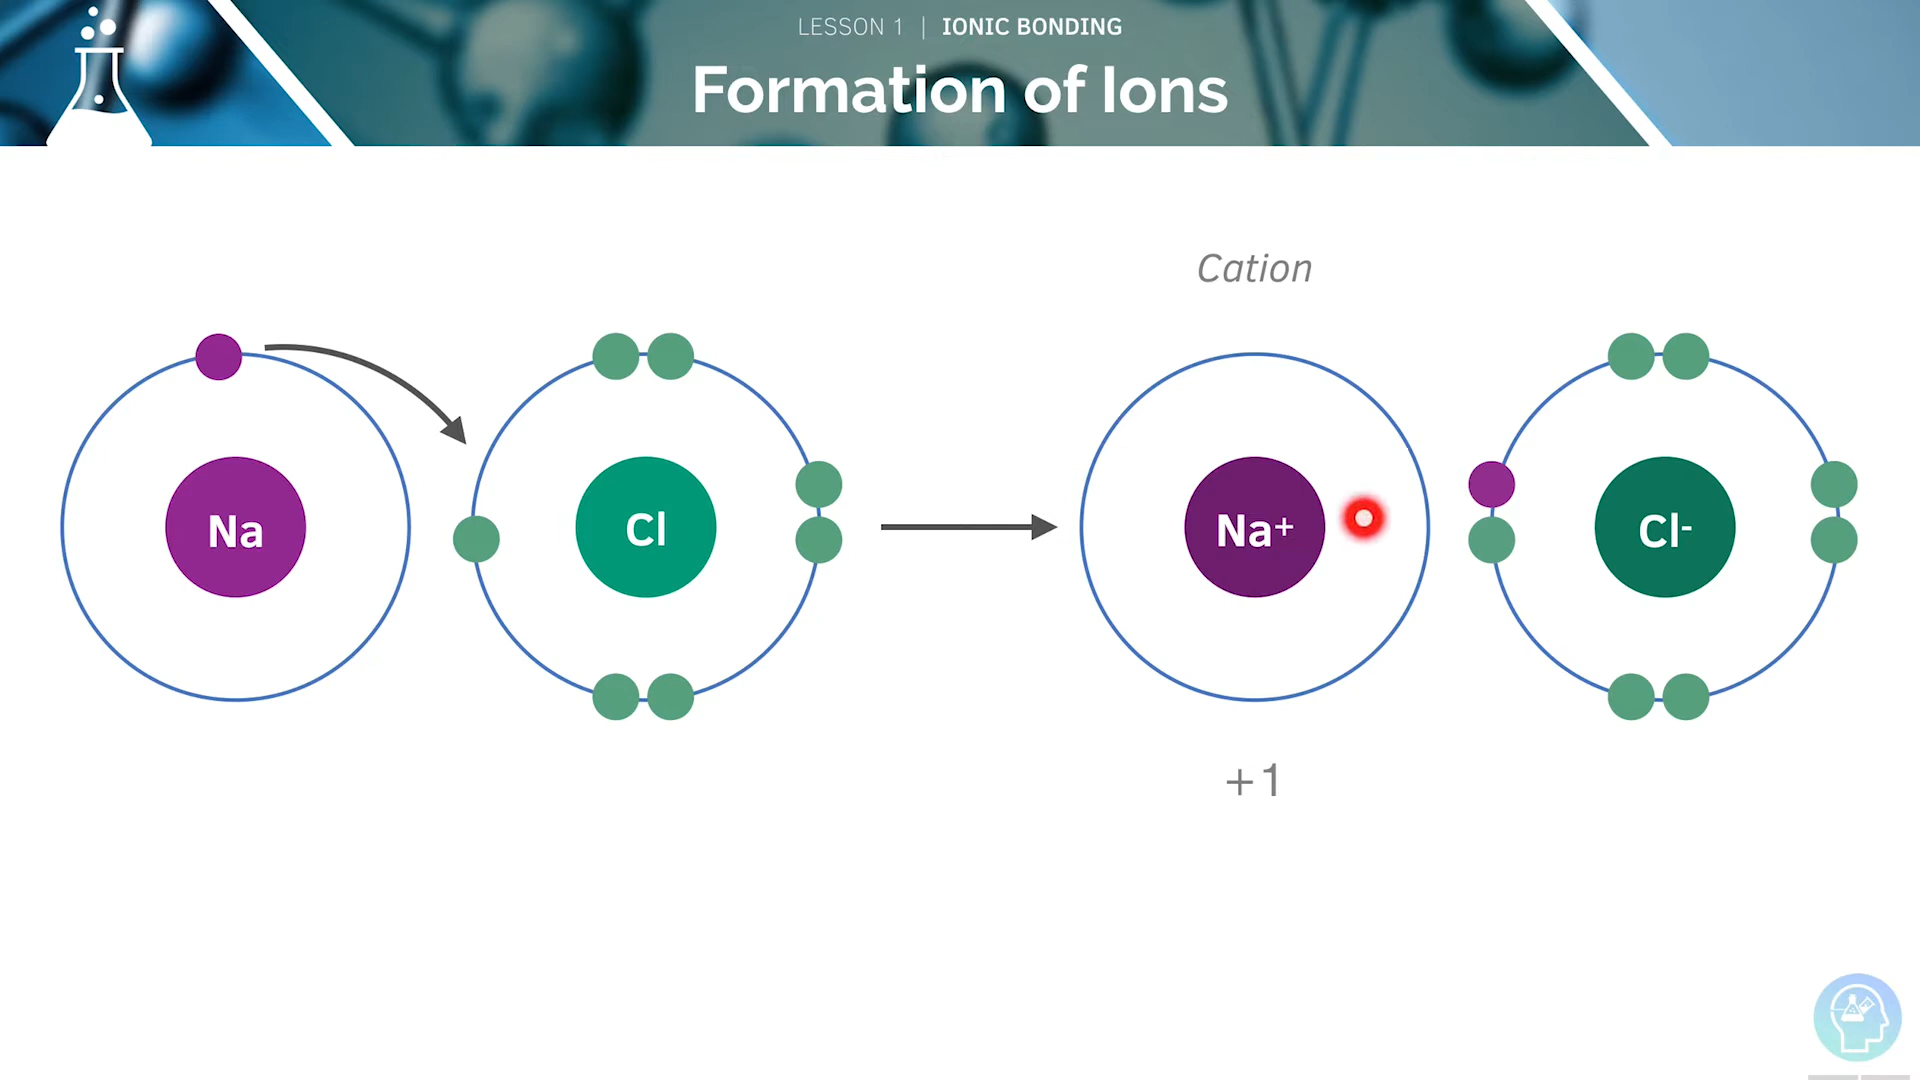 LESSON 1 | IONIC BONDING
Formation of Ions
Cation
Na
Cl
Na⁺
Cl⁻
+1